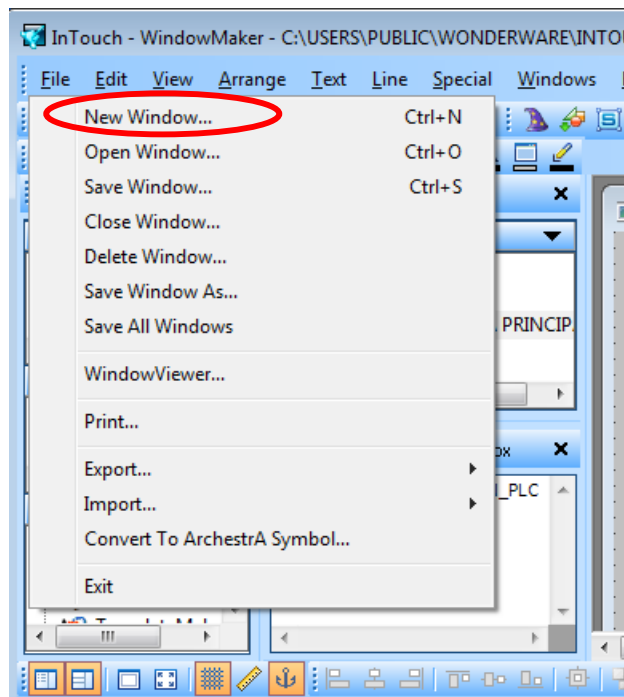 InTouch - WindowMaker - C:\USERS\PUBLIC\WONDERWARE\INTOU
File Edit View Arrange Text Line Special Windows
New Window... Ctrl+N
Open Window... Ctrl+O
Save Window... Ctrl+S
Close Window...
Delete Window...
Save Window As...
Save All Windows
PRINCIP
WindowViewer...
Print...
ox
Export...
_PLC
Import...
Convert To ArchestrA Symbol...
Exit